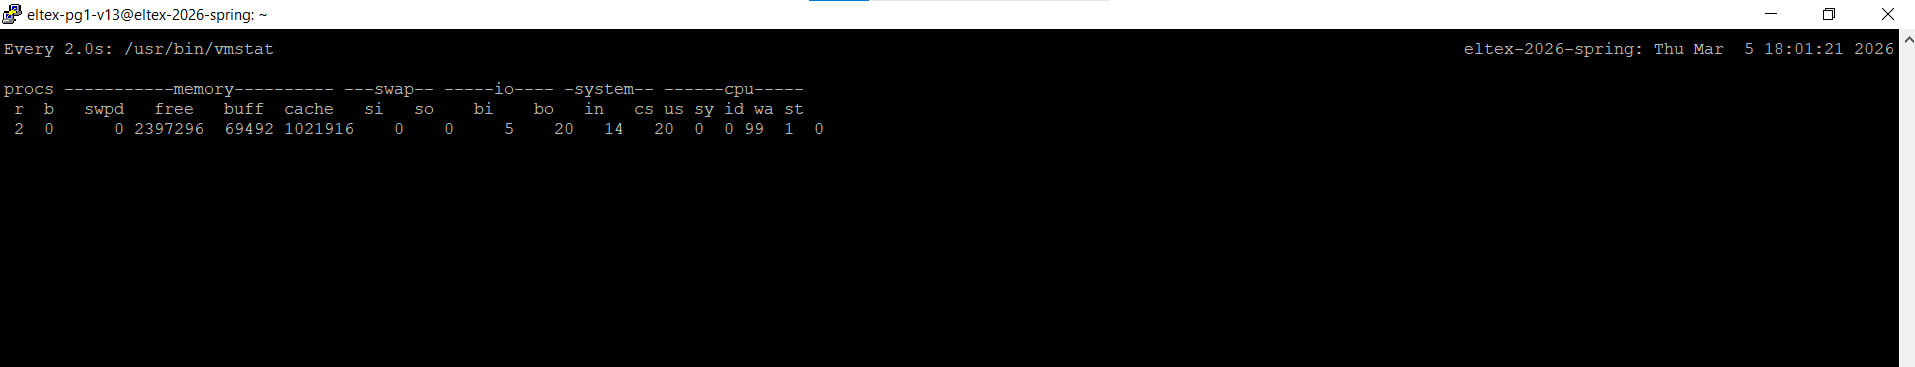 eltex-pg1-v13@eltex-2026-spring: ~
Every 2.0s: /usr/bin/vmstat eltex-2026-spring: Thu Mar  5 18:01:21 2026
procs -----------memory---------- ---swap-- -----io---- -system-- ------cpu-----
 r  b   swpd   free   buff  cache   si   so    bi    bo   in   cs us sy id wa st
 2  0      0 2397296  69492 1021916    0    0     5    20   14   20  0  0 99  1  0